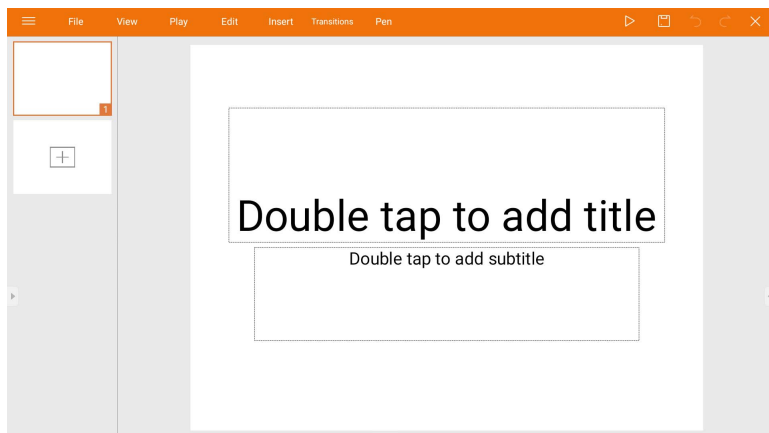 File View Play Edit Insert Transitions Pen
1
Double tap to add title
Double tap to add subtitle